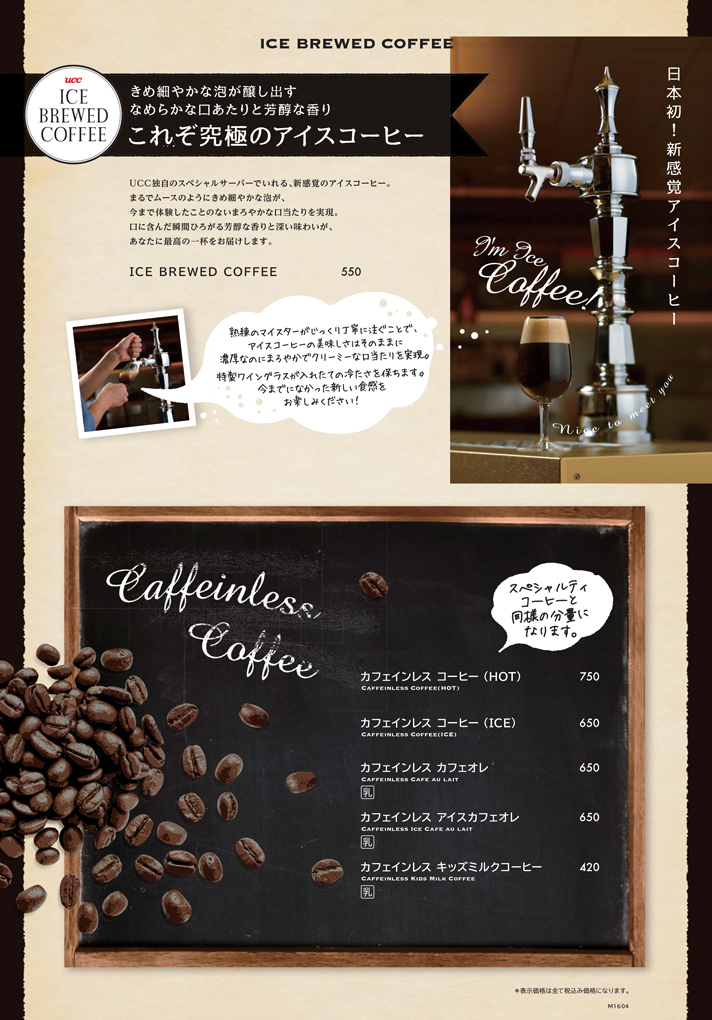 ICE BREWED COFFEE
ucc
ICE
BREWED
COFFEE
きめ細やかな泡が醸し出す
なめらかな口あたりと芳醇な香り
これぞ究極のアイスコーヒー
日本初！新感覚アイスコーヒー
UCC独自のスペシャルサーバーでいれる、新感覚のアイスコーヒー。
まるでムースのようにきめ細やかな泡が、
今まで体験したことのないまろやかな口当たりを実現。
口に含んだ瞬間ひろがる芳醇な香りと深い味わいが、
あなたに最高の一杯をお届けします。
ICE BREWED COFFEE 550
I'm Ice
Coffee!
Nice to meet you
熟練のマイスターがじっくり丁寧に注ぐことで、
アイスコーヒーの美味しさはそのままに
濃厚なのにまろやかでクリーミーな口当たりを実現。
特製ワイングラスが入れたての冷たさを保ちます。
今までになかった新しい食感を
お楽しみください！
Caffeinless
Coffee
スペシャルティ
コーヒーと
同様の分量に
なります。
カフェインレス コーヒー（HOT） 750
Caffeinless Coffee(HOT)
カフェインレス コーヒー（ICE） 650
Caffeinless Coffee(ICE)
カフェインレス カフェオレ 650
Caffeinless Cafe au lait
乳
カフェインレス アイスカフェオレ 650
Caffeinless Ice Cafe au lait
乳
カフェインレス キッズミルクコーヒー 420
Caffeinless Kids Milk Coffee
乳
＊表示価格は全て税込み価格になります。
M1604